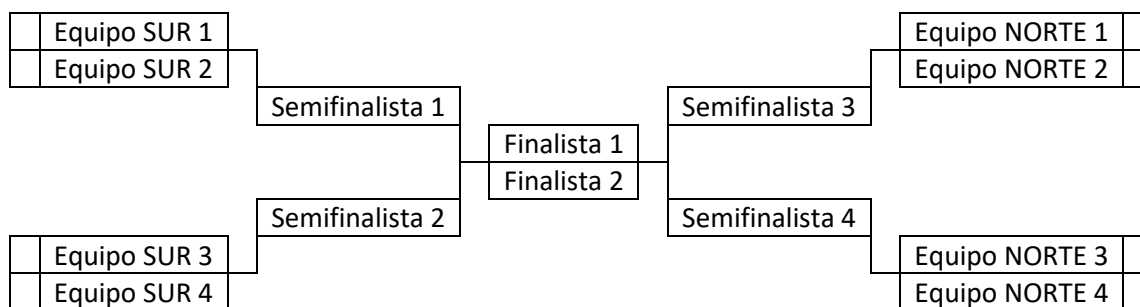 Equipo SUR 1
Equipo SUR 2
Semifinalista 1
Semifinalista 2
Equipo SUR 3
Equipo SUR 4
Finalista 1
Finalista 2
Equipo NORTE 1
Equipo NORTE 2
Semifinalista 3
Semifinalista 4
Equipo NORTE 3
Equipo NORTE 4